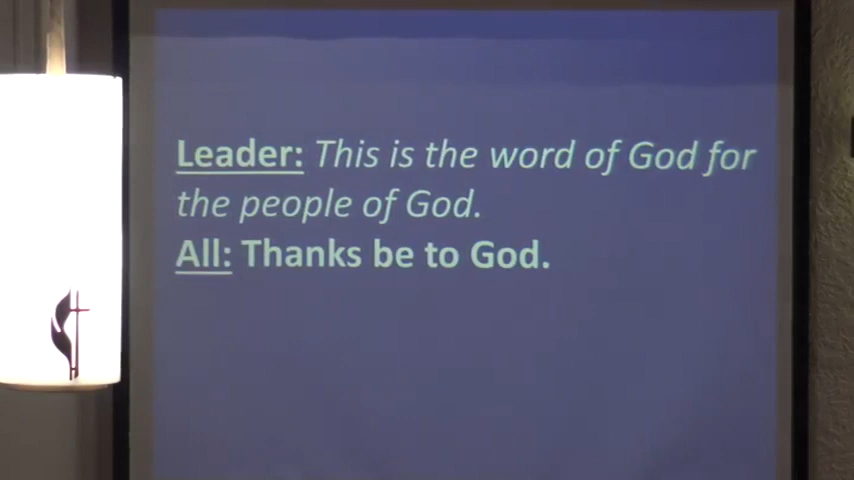 Leader: This is the word of God for
the people of God.
All: Thanks be to God.